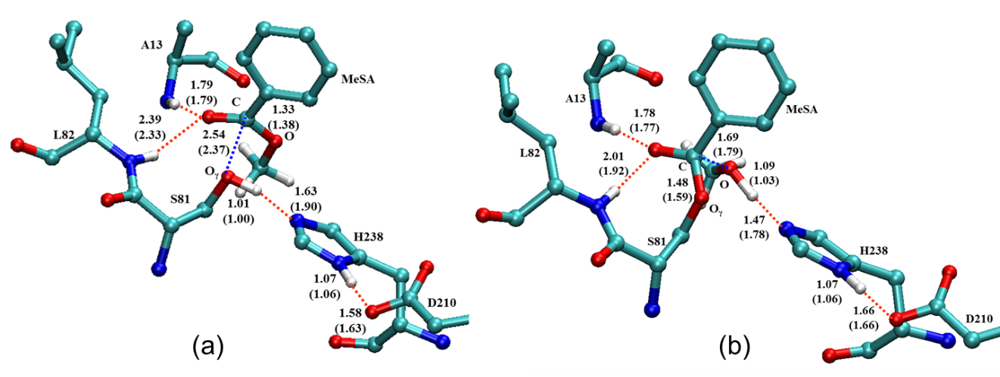 A13
MeSA
1.79
(1.79)
C
1.33
(1.38)
2.39
(2.33)
2.54
(2.37)
O
L82
Oγ
S81
1.01
(1.00)
1.63
(1.90)
H238
1.07
(1.06)
1.58
(1.63)
D210
(a)
A13
MeSA
1.78
(1.77)
1.69
(1.79)
L82
2.01
(1.92)
C
O
1.09
(1.03)
1.48
(1.59)
Oγ
S81
1.47
(1.78)
H238
1.07
(1.06)
1.66
(1.66)
D210
(b)